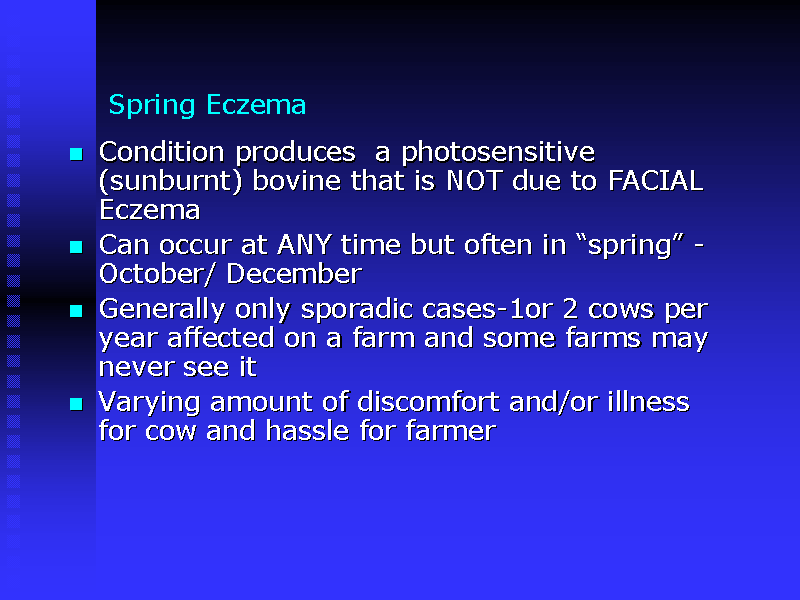 Spring Eczema
Condition produces  a photosensitive
(sunburnt) bovine that is NOT due to FACIAL
Eczema
Can occur at ANY time but often in “spring” -
October/ December
Generally only sporadic cases-1or 2 cows per
year affected on a farm and some farms may
never see it
Varying amount of discomfort and/or illness
for cow and hassle for farmer